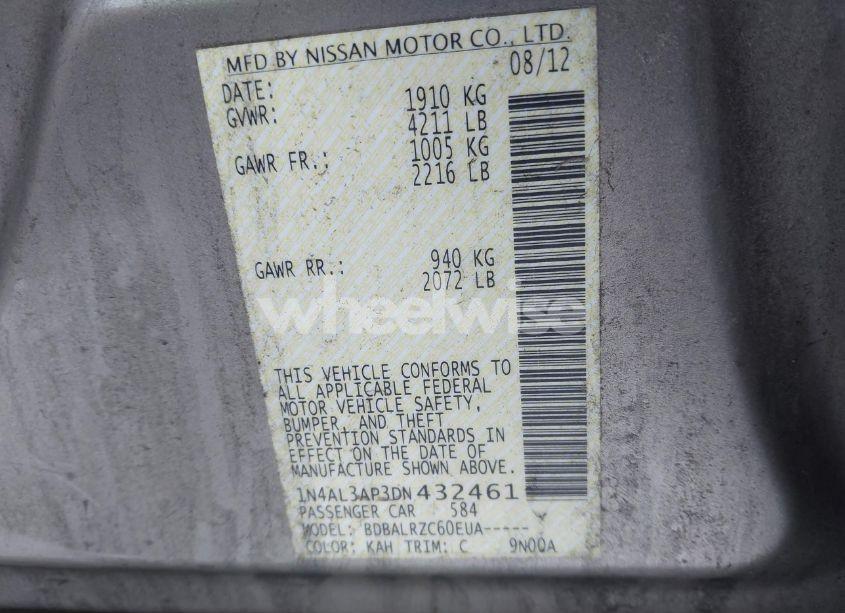 MFD BY NISSAN MOTOR CO., LTD.
DATE: 08/12
GVWR: 1910 KG
4211 LB
GAWR FR.: 1005 KG
2216 LB
GAWR RR.: 940 KG
2072 LB
wheelwise
THIS VEHICLE CONFORMS TO
ALL APPLICABLE FEDERAL
MOTOR VEHICLE SAFETY,
BUMPER, AND THEFT
PREVENTION STANDARDS IN
EFFECT ON THE DATE OF
MANUFACTURE SHOWN ABOVE.
1N4AL3AP3DN432461
PASSENGER CAR 584
MODEL: BDBALRZC60EUA-----
COLOR: KAH TRIM: C 9N00A